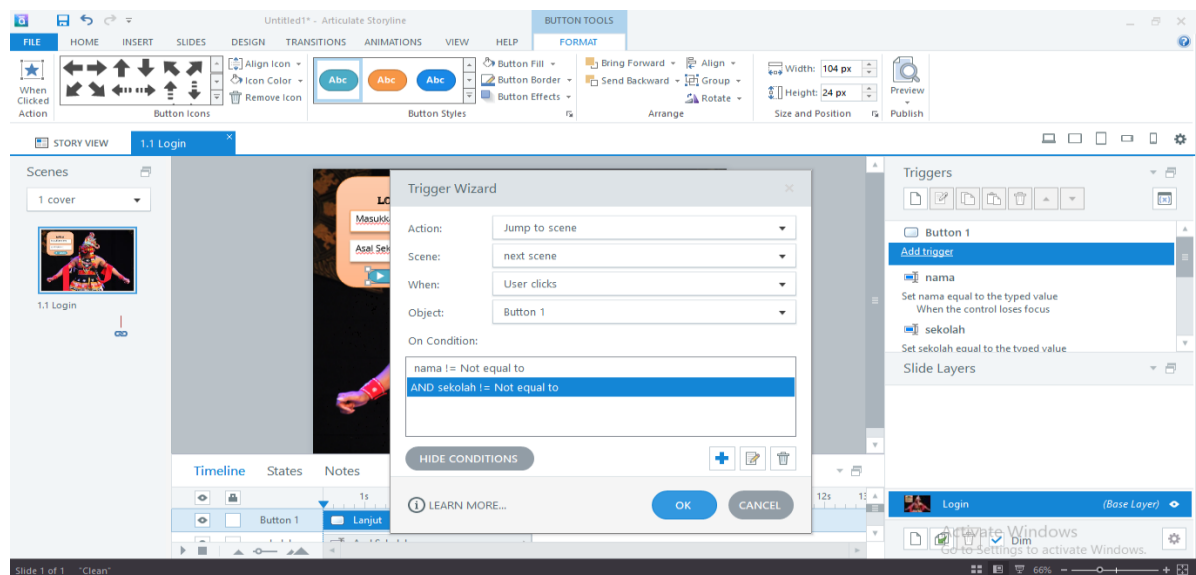 Untitled1* - Articulate Storyline
BUTTON TOOLS
FILE HOME INSERT SLIDES DESIGN TRANSITIONS ANIMATIONS VIEW HELP FORMAT
When Clicked
Action
Align Icon
Icon Color
Remove Icon
Button Icons
Abc Abc Abc
Button Styles
Button Fill
Button Border
Button Effects
Bring Forward Align
Send Backward Group
Rotate
Arrange
Width: 104 px
Height: 24 px
Size and Position
Preview
Publish
STORY VIEW 1.1 Login
Scenes
1 cover
1.1 Login
Trigger Wizard
Action: Jump to scene
Scene: next scene
When: User clicks
Object: Button 1
On Condition:
nama != Not equal to
AND sekolah != Not equal to
HIDE CONDITIONS
LEARN MORE...
OK CANCEL
Timeline States Notes
1s 12s
Button 1 Lanjut
Triggers
Button 1
Add trigger
nama
Set nama equal to the typed value
When the control loses focus
sekolah
Set sekolah equal to the typed value
Slide Layers
Login (Base Layer)
Dim
Activate Windows
Go to Settings to activate Windows.
Slide 1 of 1 "Clean" 66%